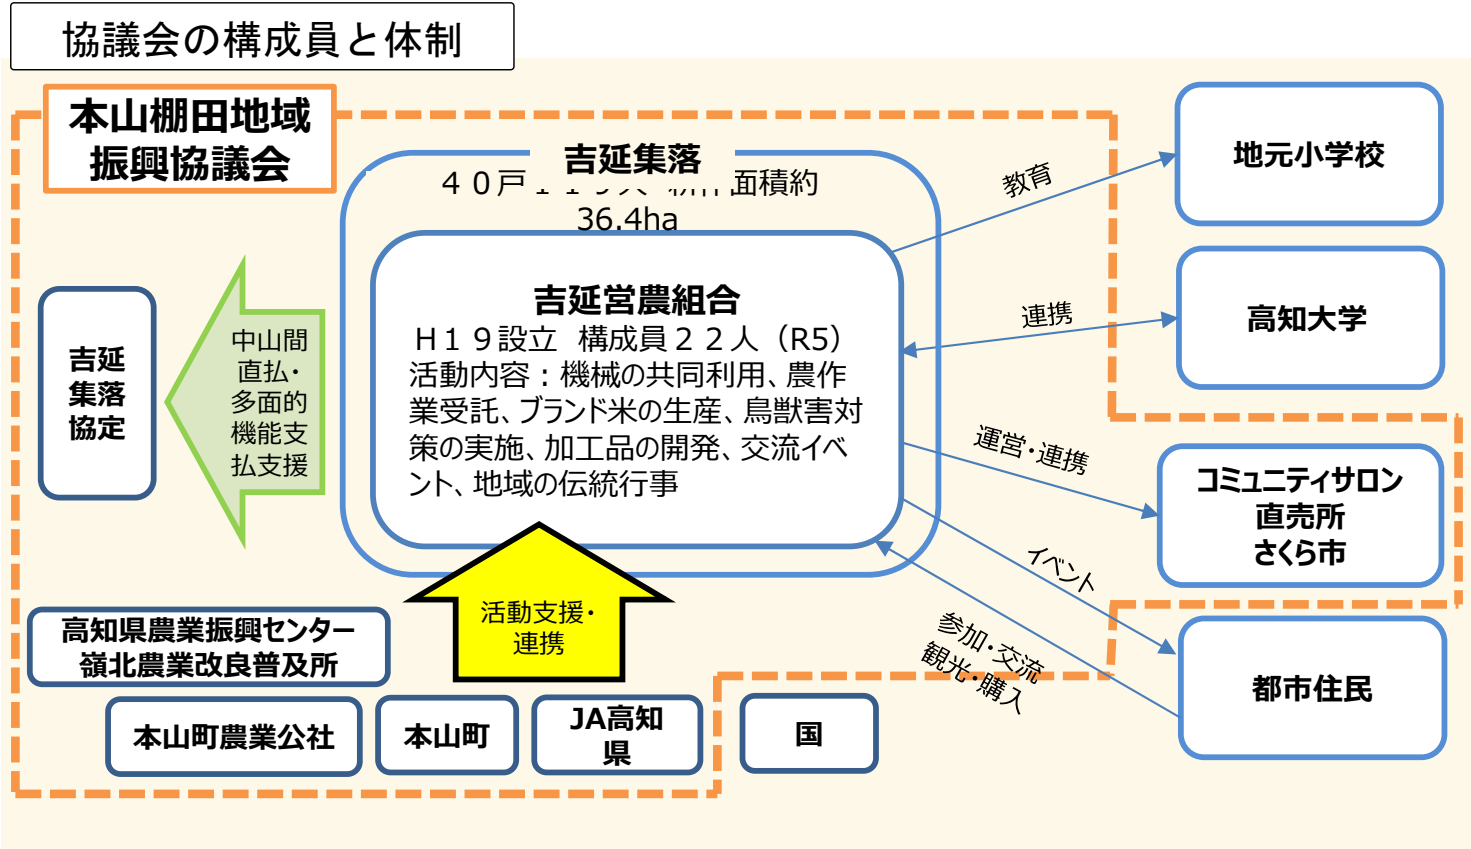 協議会の構成員と体制
本山棚田地域
振興協議会
吉延集落
４０戸 面積約
36.4ha
吉延営農組合
Ｈ１９設立 構成員２２人（R5）
活動内容：機械の共同利用、農作
業受託、ブランド米の生産、鳥獣害対
策の実施、加工品の開発、交流イベ
ント、地域の伝統行事
吉延
集落
協定
中山間
直払・
多面的
機能支
払支援
活動支援・
連携
高知県農業振興センター
嶺北農業改良普及所
本山町農業公社
本山町
JA高知
県
国
教育
連携
運営・連携
イベント
参加・交流
観光・購入
地元小学校
高知大学
コミュニティサロン
直売所
さくら市
都市住民